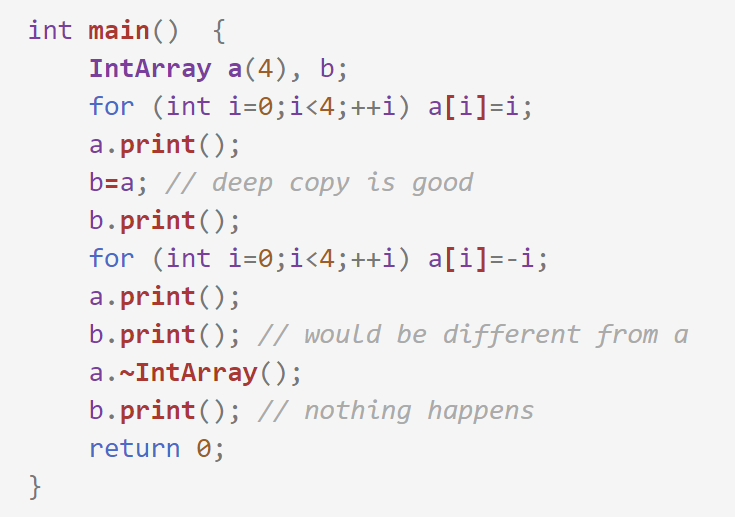 int main()  {
    IntArray a(4), b;
    for (int i=0;i<4;++i) a[i]=i;
    a.print();
    b=a; // deep copy is good
    b.print();
    for (int i=0;i<4;++i) a[i]=-i;
    a.print();
    b.print(); // would be different from a
    a.~IntArray();
    b.print(); // nothing happens
    return 0;
}